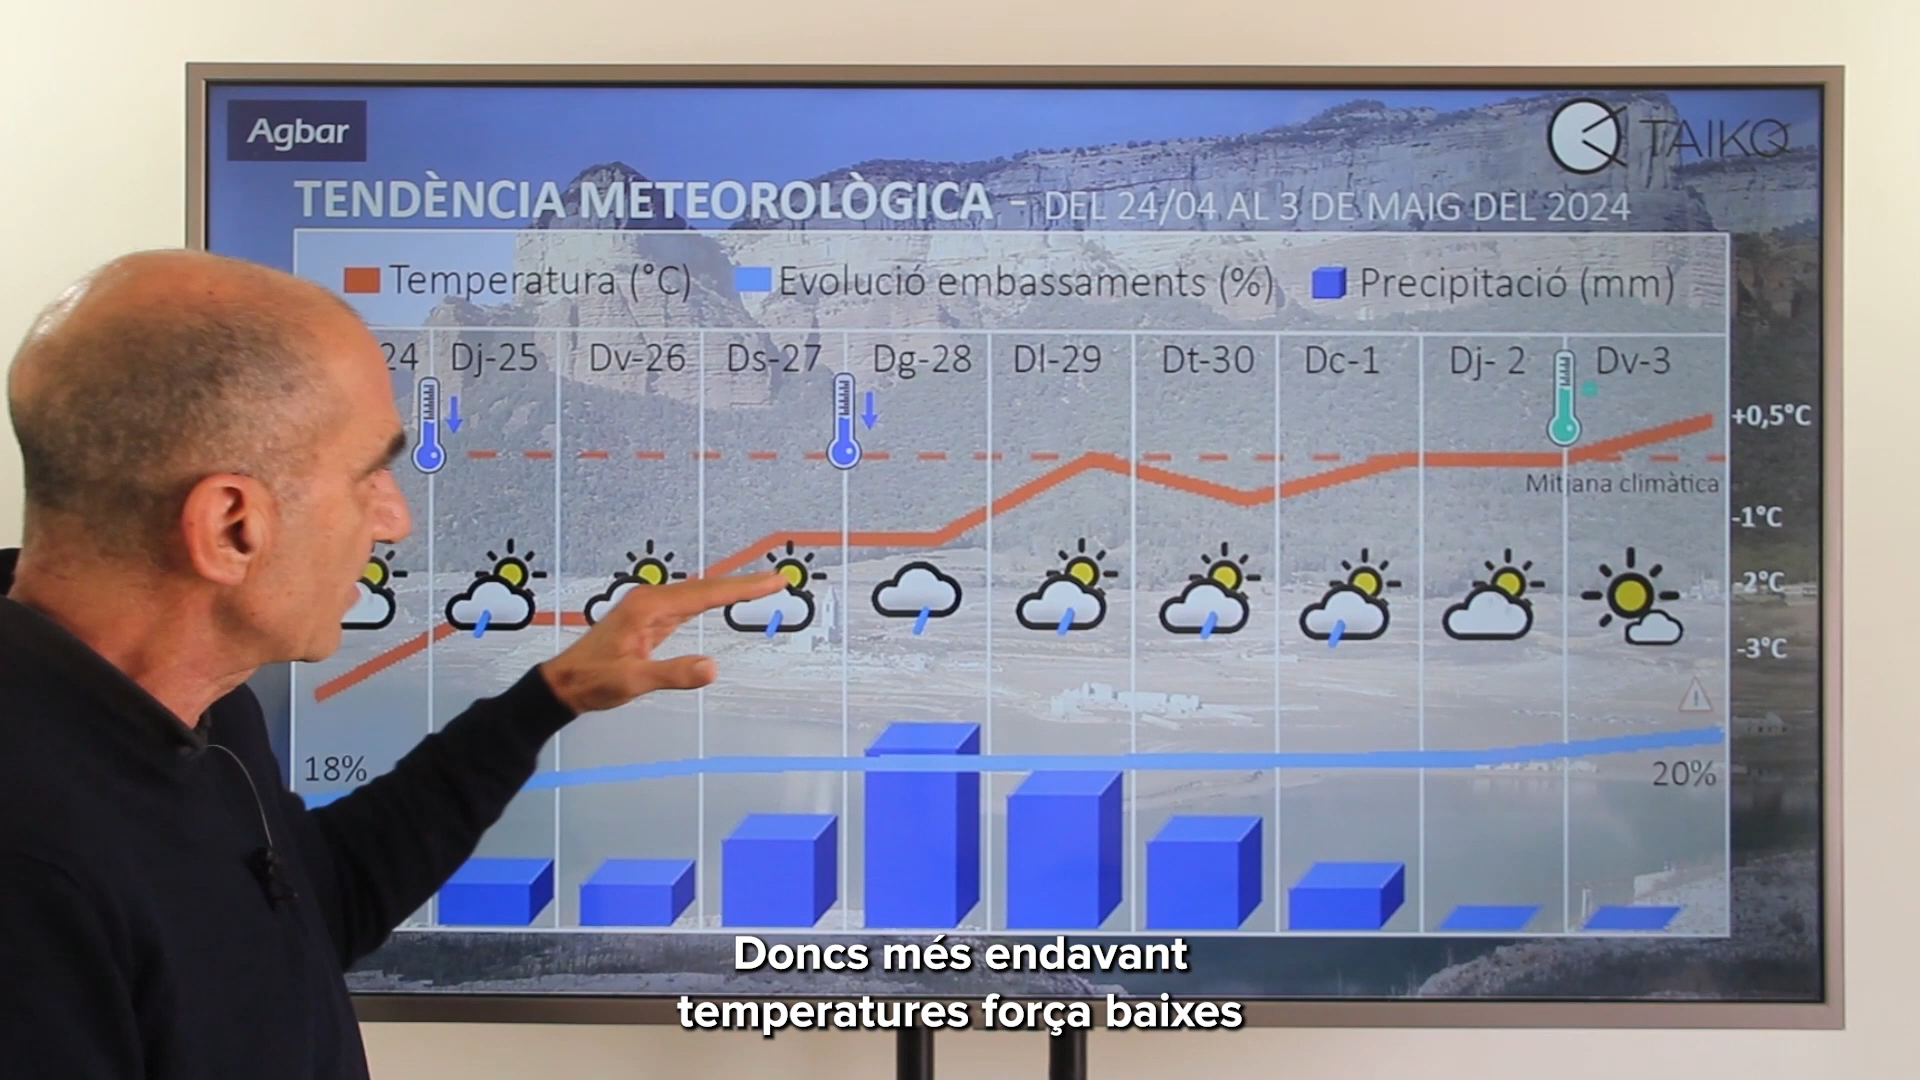 Agbar
TAIKO
TENDÈNCIA METEOROLÒGICA - DEL 24/04 AL 3 DE MAIG DEL 2024
Temperatura (°C) Evolució embassaments (%) Precipitació (mm)
24 Dj-25 Dv-26 Ds-27 Dg-28 Dl-29 Dt-30 Dc-1 Dj- 2 Dv-3
+0,5°C
Mitjana climàtica
-1°C
-2°C
-3°C
18%
20%
Doncs més endavant
temperatures força baixes